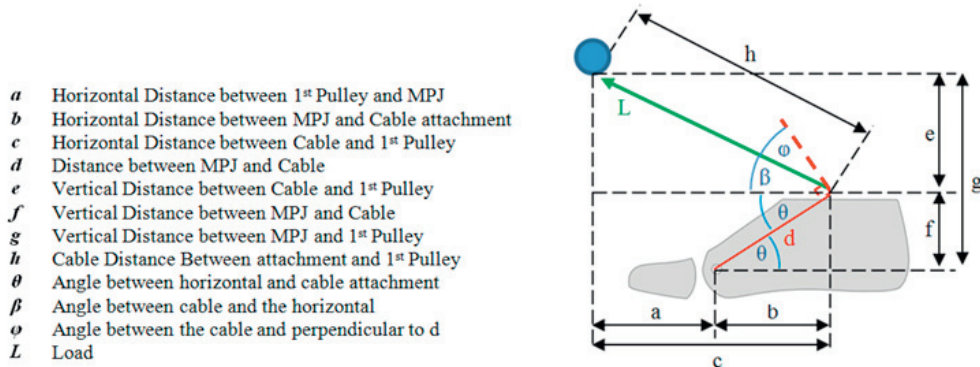 a Horizontal Distance between 1st Pulley and MPJ
b Horizontal Distance between MPJ and Cable attachment
c Horizontal Distance between Cable and 1st Pulley
d Distance between MPJ and Cable
e Vertical Distance between Cable and 1st Pulley
f Vertical Distance between MPJ and Cable
g Vertical Distance between MPJ and 1st Pulley
h Cable Distance Between attachment and 1st Pulley
θ Angle between horizontal and cable attachment
β Angle between cable and the horizontal
φ Angle between the cable and perpendicular to d
L Load
h
L
e
φ
β
g
θ
d
f
θ
a
b
c